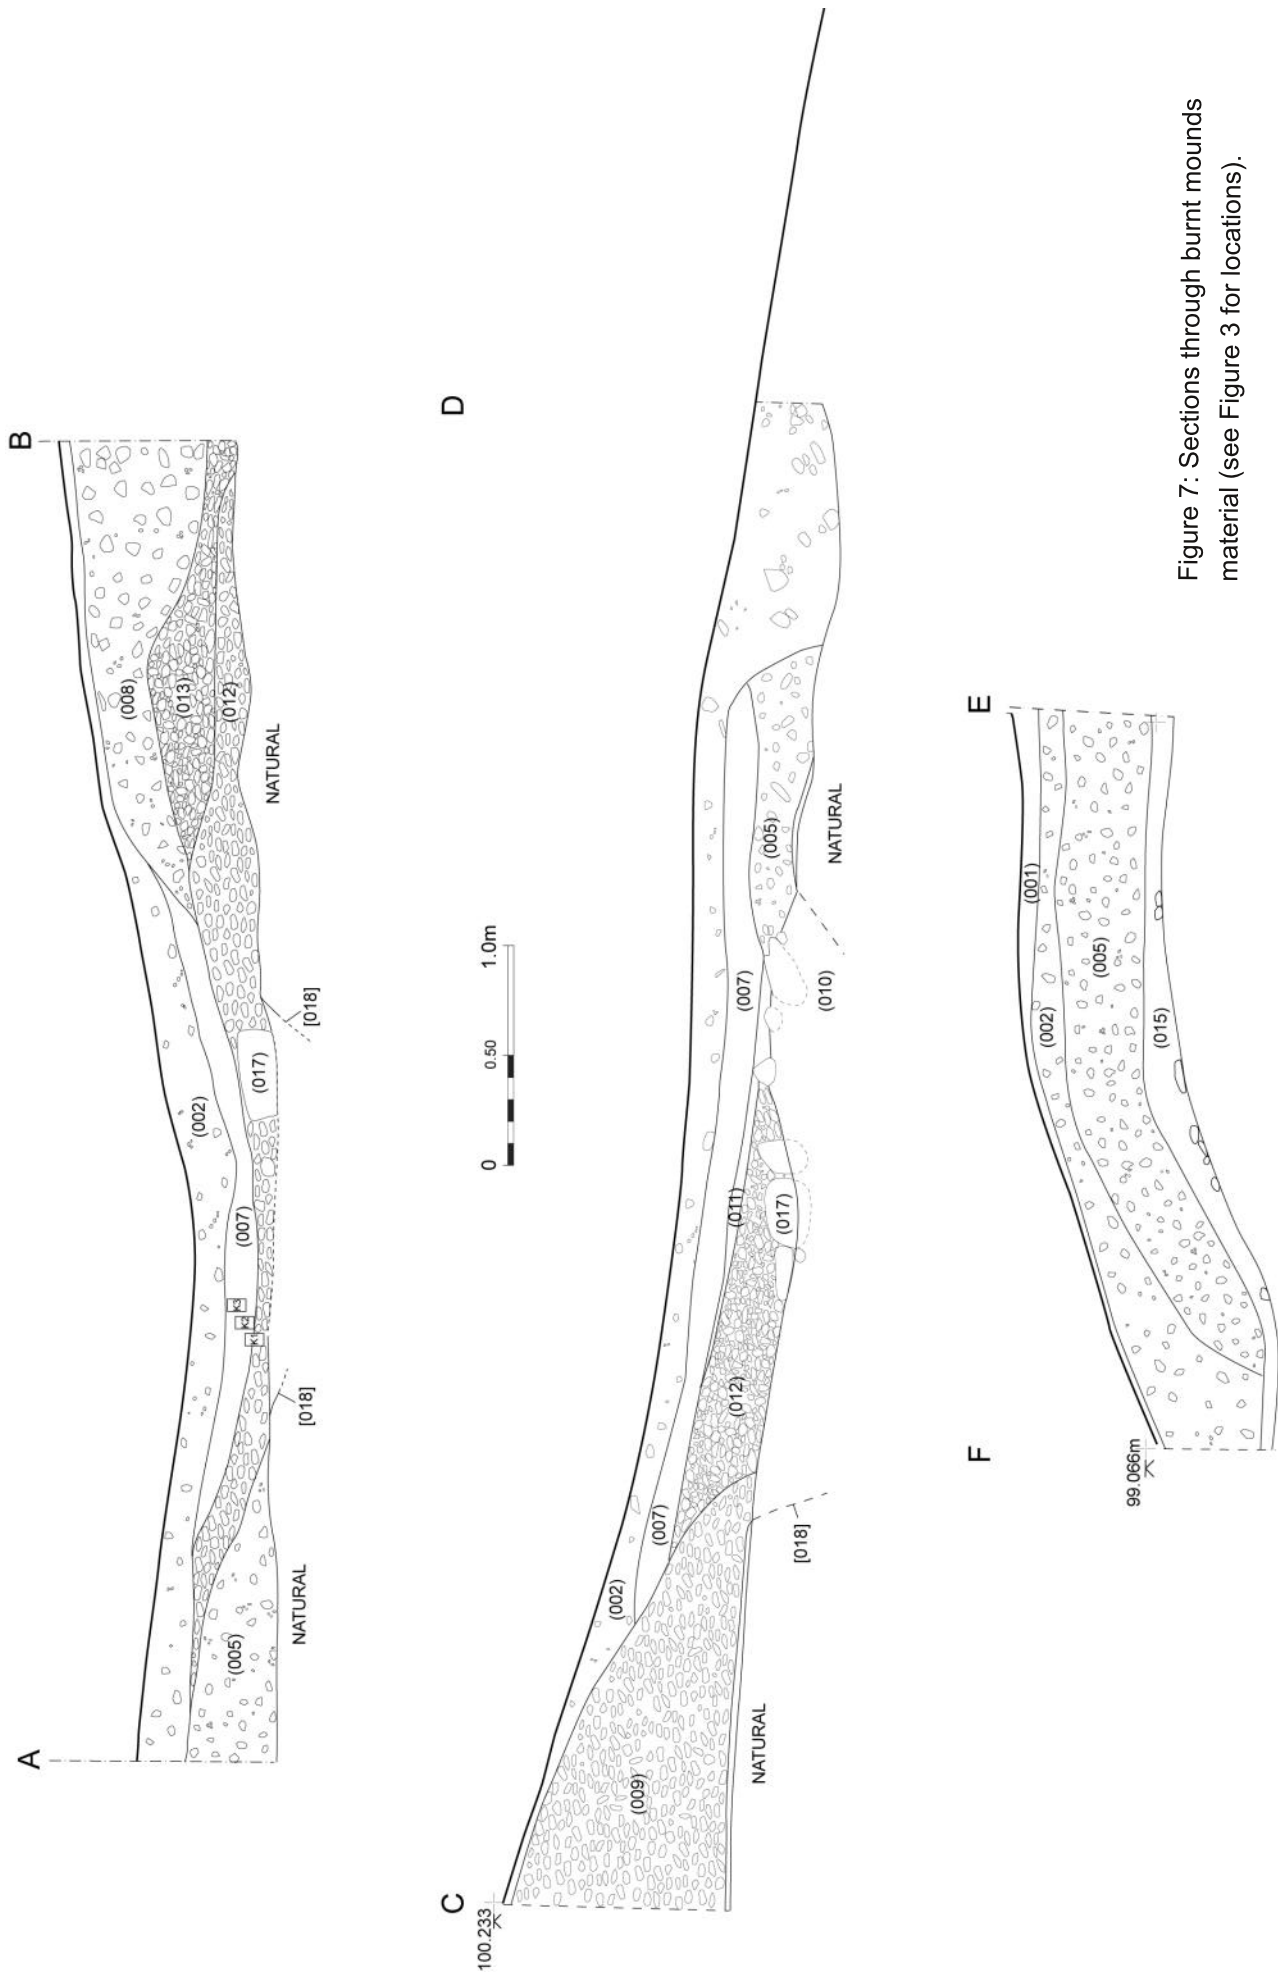 A
B
(002)
(008)
(013)
(012)
(007)
(017)
(005)
K3
K2
K1
[018]
[018]
NATURAL
NATURAL
0
0.50
1.0m
C
D
100.233
(002)
(007)
(009)
(012)
(011)
(017)
(007)
(005)
(010)
[018]
NATURAL
NATURAL
F
E
99.066m
(002)
(001)
(005)
(015)
Figure 7: Sections through burnt mounds
material (see Figure 3 for locations).